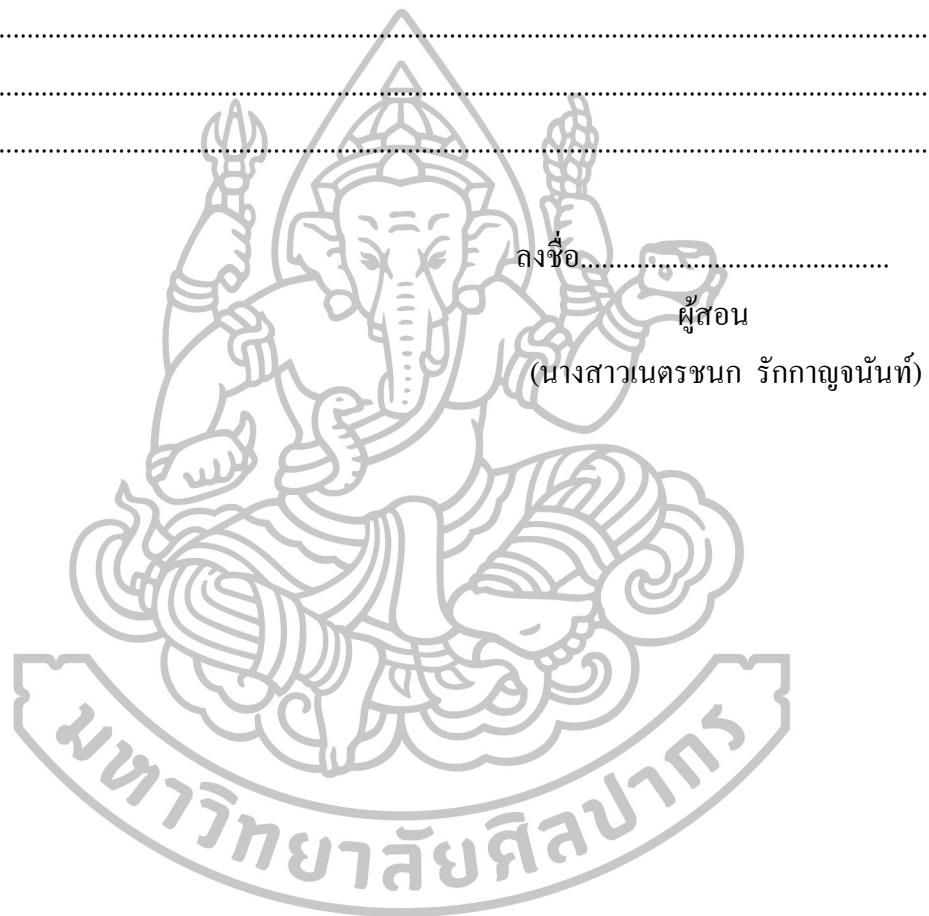 ........................................................................................................................................
........................................................................................................................................
........................................................................................................................................
ลงชื่อ...........................................
ผู้สอน
(นางสาวเนตรชนก รักกาญจนันท์)
มหาวิทยาลัยศิลปากร